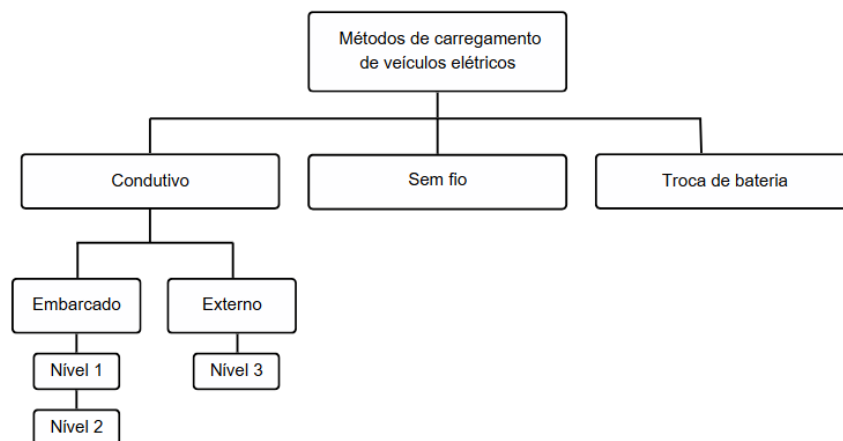 Métodos de carregamento
de veículos elétricos
Condutivo
Sem fio
Troca de bateria
Embarcado
Externo
Nível 1
Nível 3
Nível 2